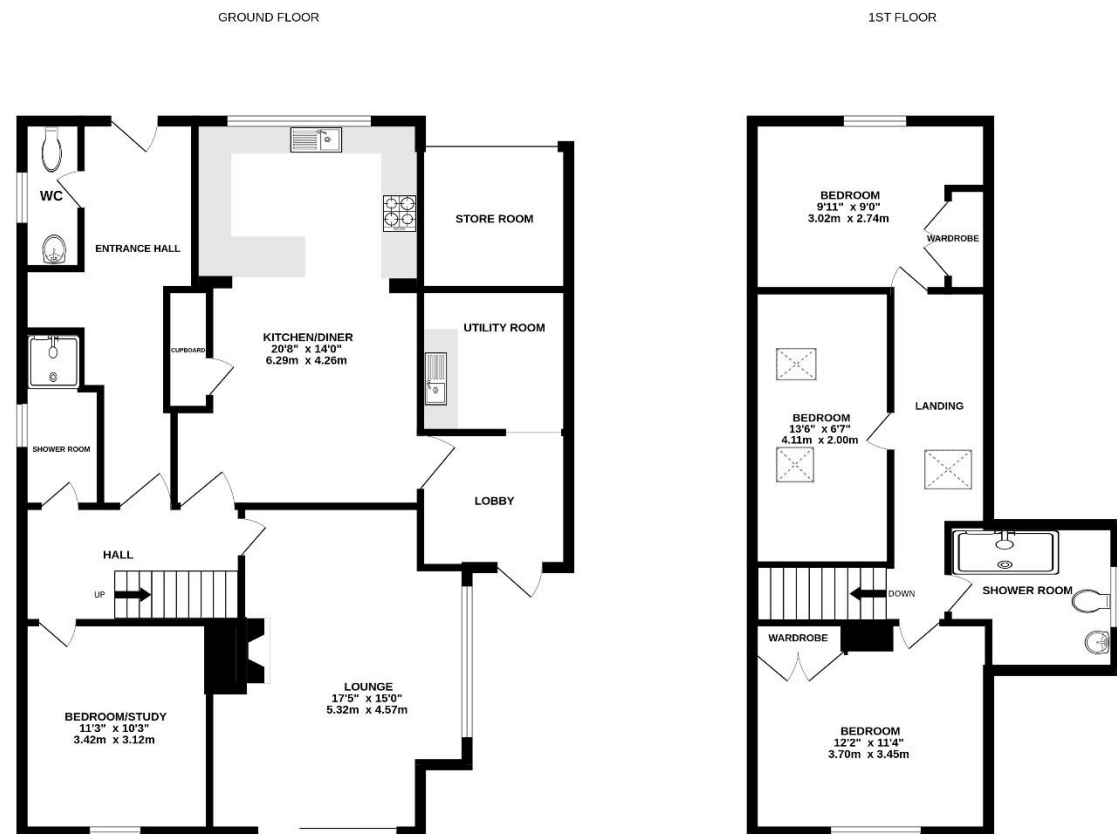 GROUND FLOOR
1ST FLOOR
WC
ENTRANCE HALL
STORE ROOM
KITCHEN/DINER
20'8" x 14'0"
6.29m x 4.26m
UTILITY ROOM
CUPBOARD
SHOWER ROOM
LOBBY
HALL
UP
LOUNGE
17'5" x 15'0"
5.32m x 4.57m
BEDROOM/STUDY
11'3" x 10'3"
3.42m x 3.12m
BEDROOM
9'11" x 9'0"
3.02m x 2.74m
WARDROBE
BEDROOM
13'6" x 6'7"
4.11m x 2.00m
LANDING
SHOWER ROOM
DOWN
WARDROBE
BEDROOM
12'2" x 11'4"
3.70m x 3.45m